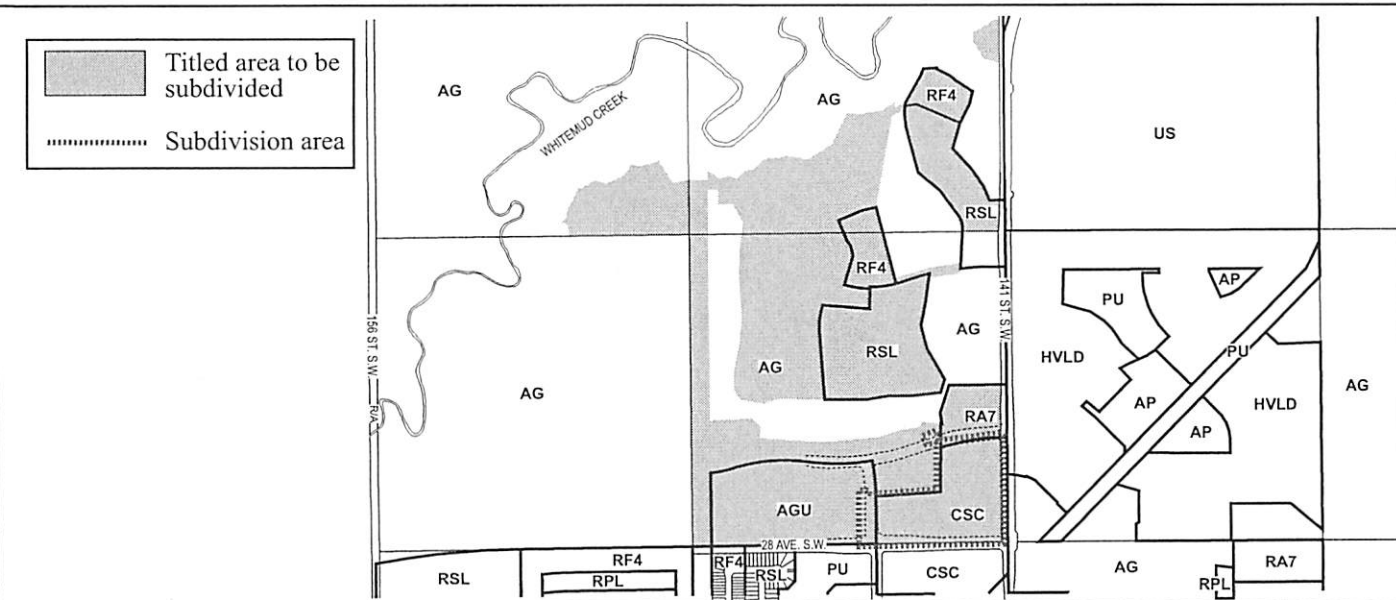 Titled area to be
subdivided
Subdivision area
AG
WHITEMUD CREEK
AG
RF4
US
RSL
RF4
141 ST. S.W.
AP
PU
156 ST. S.W.
AG
RSL
AG
HVLD
PU
AG
AG
R/A
RA7
AP
HVLD
AP
AGU
CSC
28 AVE. S.W.
RSL
RF4
RPL
RF4
RSL
PU
CSC
AG
RPL
RA7